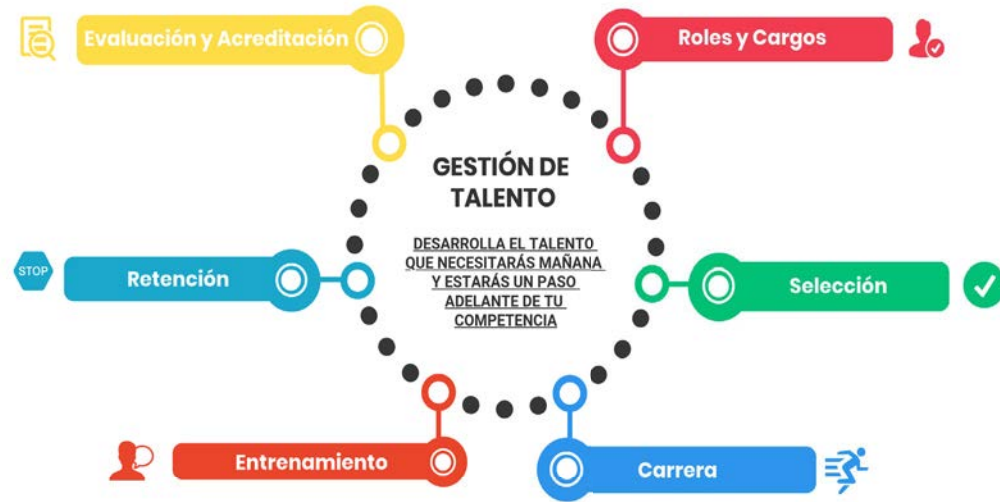 Evaluación y Acreditación
Roles y Cargos
GESTIÓN DE
TALENTO
DESARROLLA EL TALENTO
QUE NECESITARÁS MAÑANA
Y ESTARÁS UN PASO
ADELANTE DE TU
COMPETENCIA
STOP
Retención
Selección
Entrenamiento
Carrera